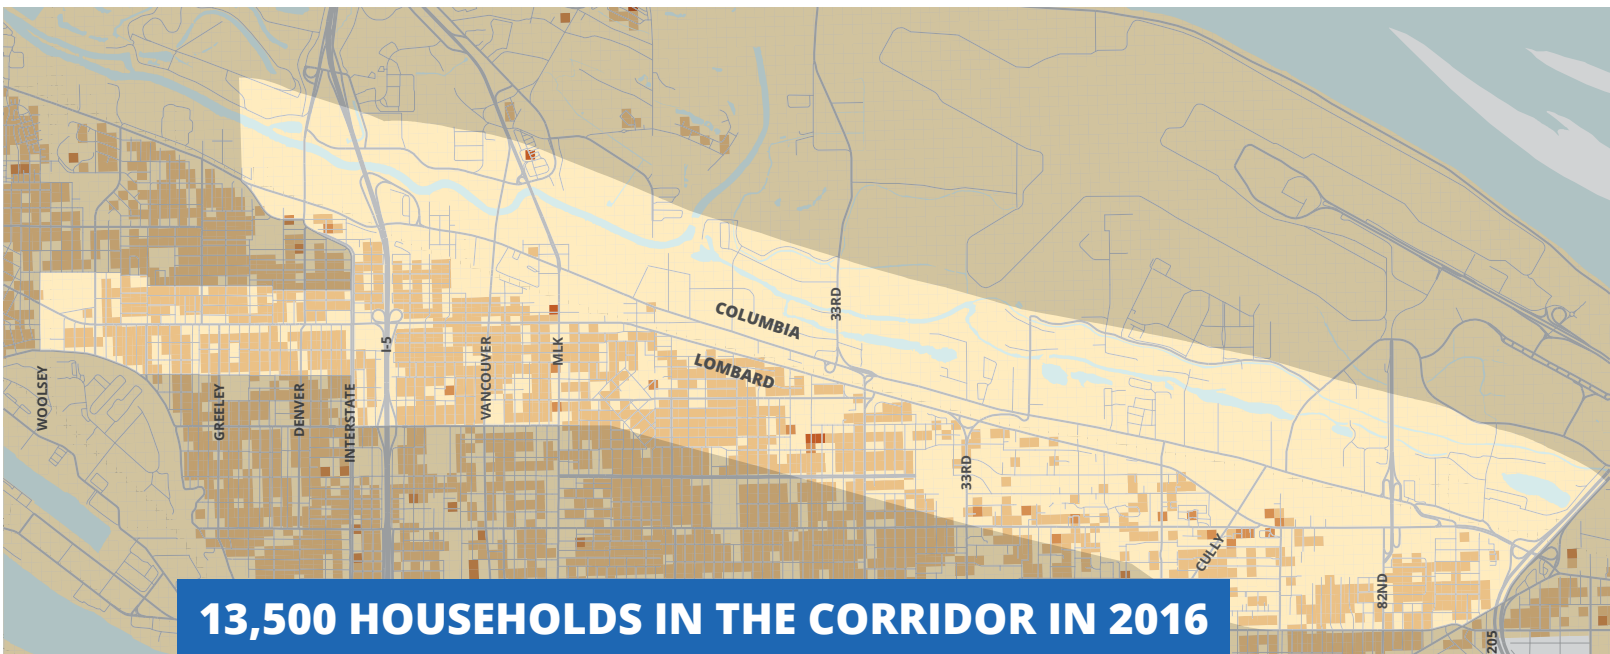 COLUMBIA
33RD
LOMBARD
I-5
VANCOUVER
MLK
WOOLSEY
GREELEY
DENVER
INTERSTATE
33RD
CULLY
82ND
205
13,500 HOUSEHOLDS IN THE CORRIDOR IN 2016